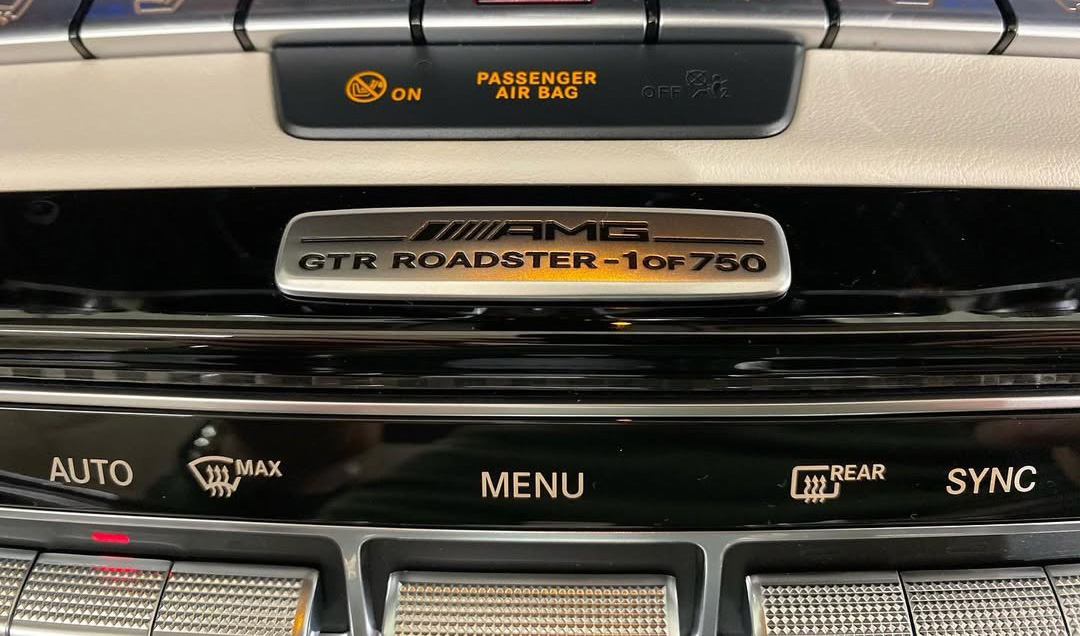 ON PASSENGER OFF
AIR BAG
AMG
GTR ROADSTER - 1 OF 750
AUTO MAX MENU REAR SYNC